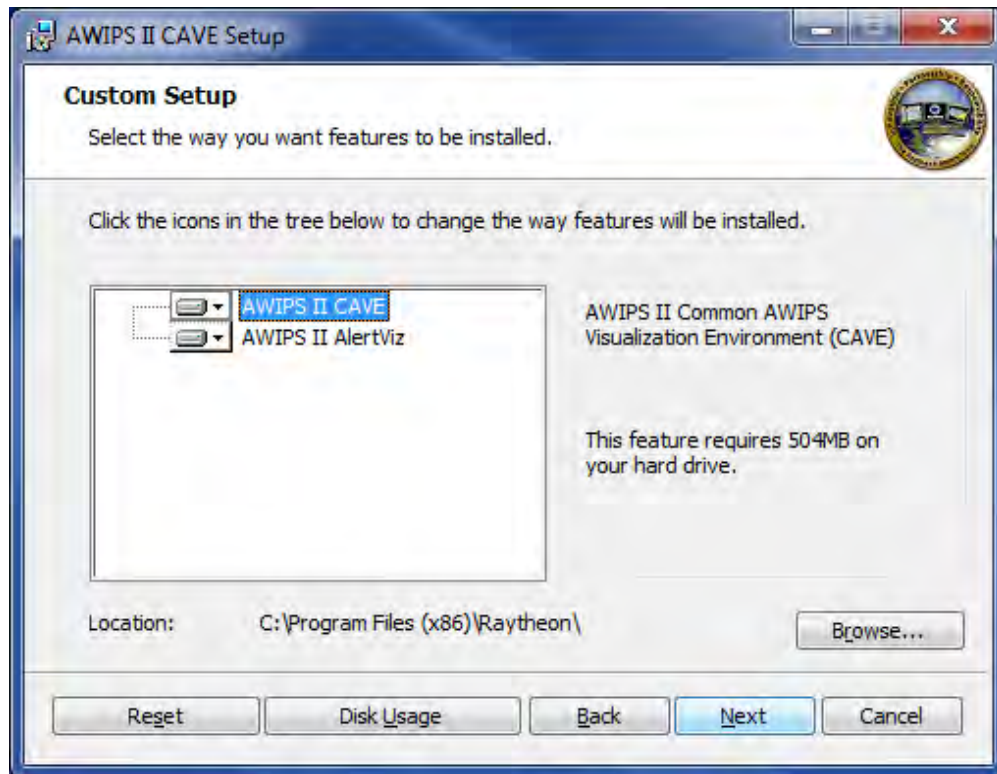 AWIPS II CAVE Setup
Custom Setup
Select the way you want features to be installed.
Click the icons in the tree below to change the way features will be installed.
AWIPS II CAVE
AWIPS II AlertViz
AWIPS II Common AWIPS
Visualization Environment (CAVE)
This feature requires 504MB on
your hard drive.
Location: C:\Program Files (x86)\Raytheon\
Browse...
Reset Disk Usage Back Next Cancel